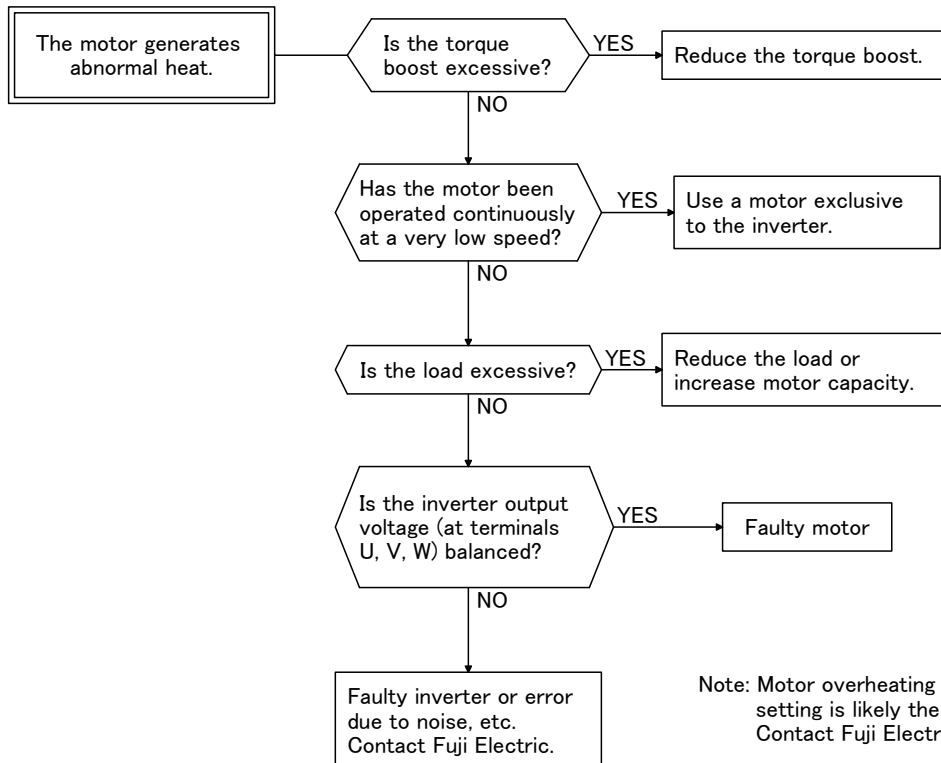 The motor generates
abnormal heat.
Is the torque
boost excessive?
YES
Reduce the torque boost.
NO
Has the motor been
operated continuously
at a very low speed?
YES
Use a motor exclusive
to the inverter.
NO
Is the load excessive?
YES
Reduce the load or
increase motor capacity.
NO
Is the inverter output
voltage (at terminals
U, V, W) balanced?
YES
Faulty motor
NO
Faulty inverter or error
due to noise, etc.
Contact Fuji Electric.
Note: Motor overheating
setting is likely the
Contact Fuji